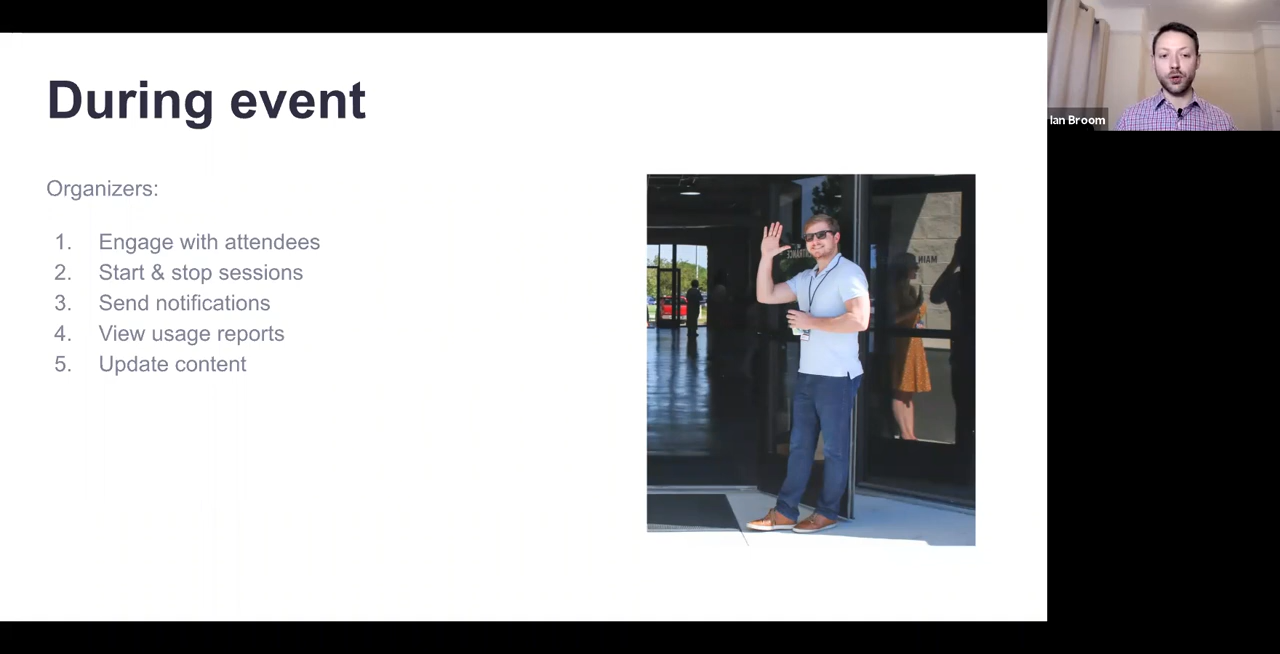 During event
Organizers:
1. Engage with attendees
2. Start & stop sessions
3. Send notifications
4. View usage reports
5. Update content
Ian Broom